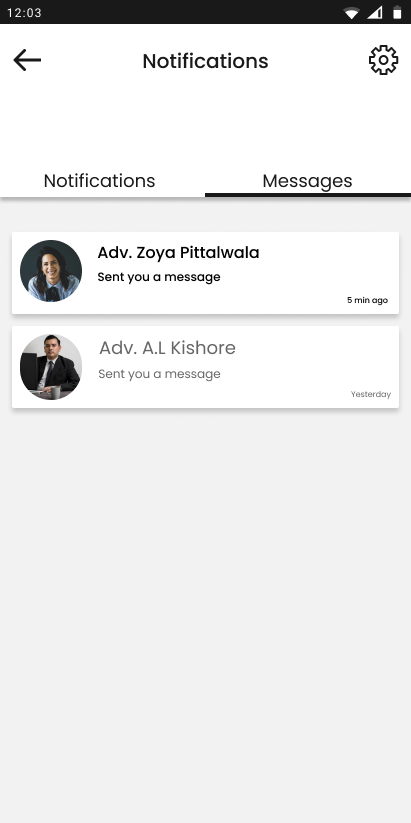 12:03
Notifications
Notifications
Messages
Adv. Zoya Pittalwala
Sent you a message
5 min ago
Adv. A.L Kishore
Sent you a message
Yesterday